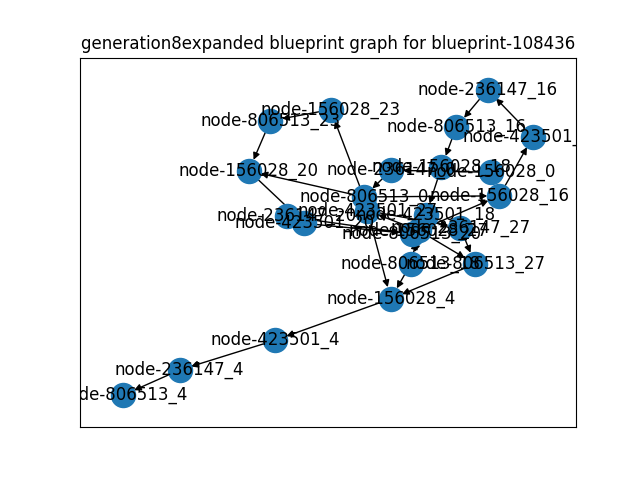 generation8expanded blueprint graph for blueprint-108436
node-236147_16
node-156028_23
node-806513_23
node-806513_16
node-423501_
node-156028_20
node-156028_18
node-156028_0
node-806513_0
node-156028_16
node-423501_27
node-423501_18
node-236147_20
node-423501_20
node-236147_27
node-806513_20
node-806513_18
node-806513_27
node-156028_4
node-423501_4
node-236147_4
de-806513_4